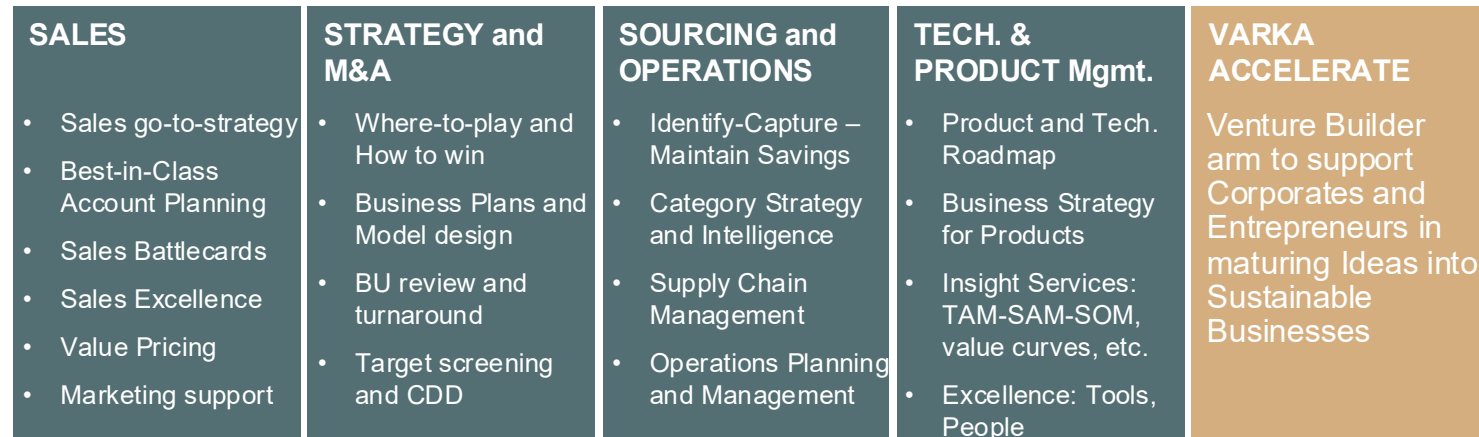 SALES
• Sales go-to-strategy
• Best-in-Class
Account Planning
• Sales Battlecards
• Sales Excellence
• Value Pricing
• Marketing support
STRATEGY and
M&A
• Where-to-play and
How to win
• Business Plans and
Model design
• BU review and
turnaround
• Target screening
and CDD
SOURCING and
OPERATIONS
• Identify-Capture –
Maintain Savings
• Category Strategy
and Intelligence
• Supply Chain
Management
• Operations Planning
and Management
TECH. &
PRODUCT Mgmt.
• Product and Tech.
Roadmap
• Business Strategy
for Products
• Insight Services:
TAM-SAM-SOM,
value curves, etc.
• Excellence: Tools,
People
VARKA
ACCELERATE
Venture Builder
arm to support
Corporates and
Entrepreneurs in
maturing Ideas into
Sustainable
Businesses